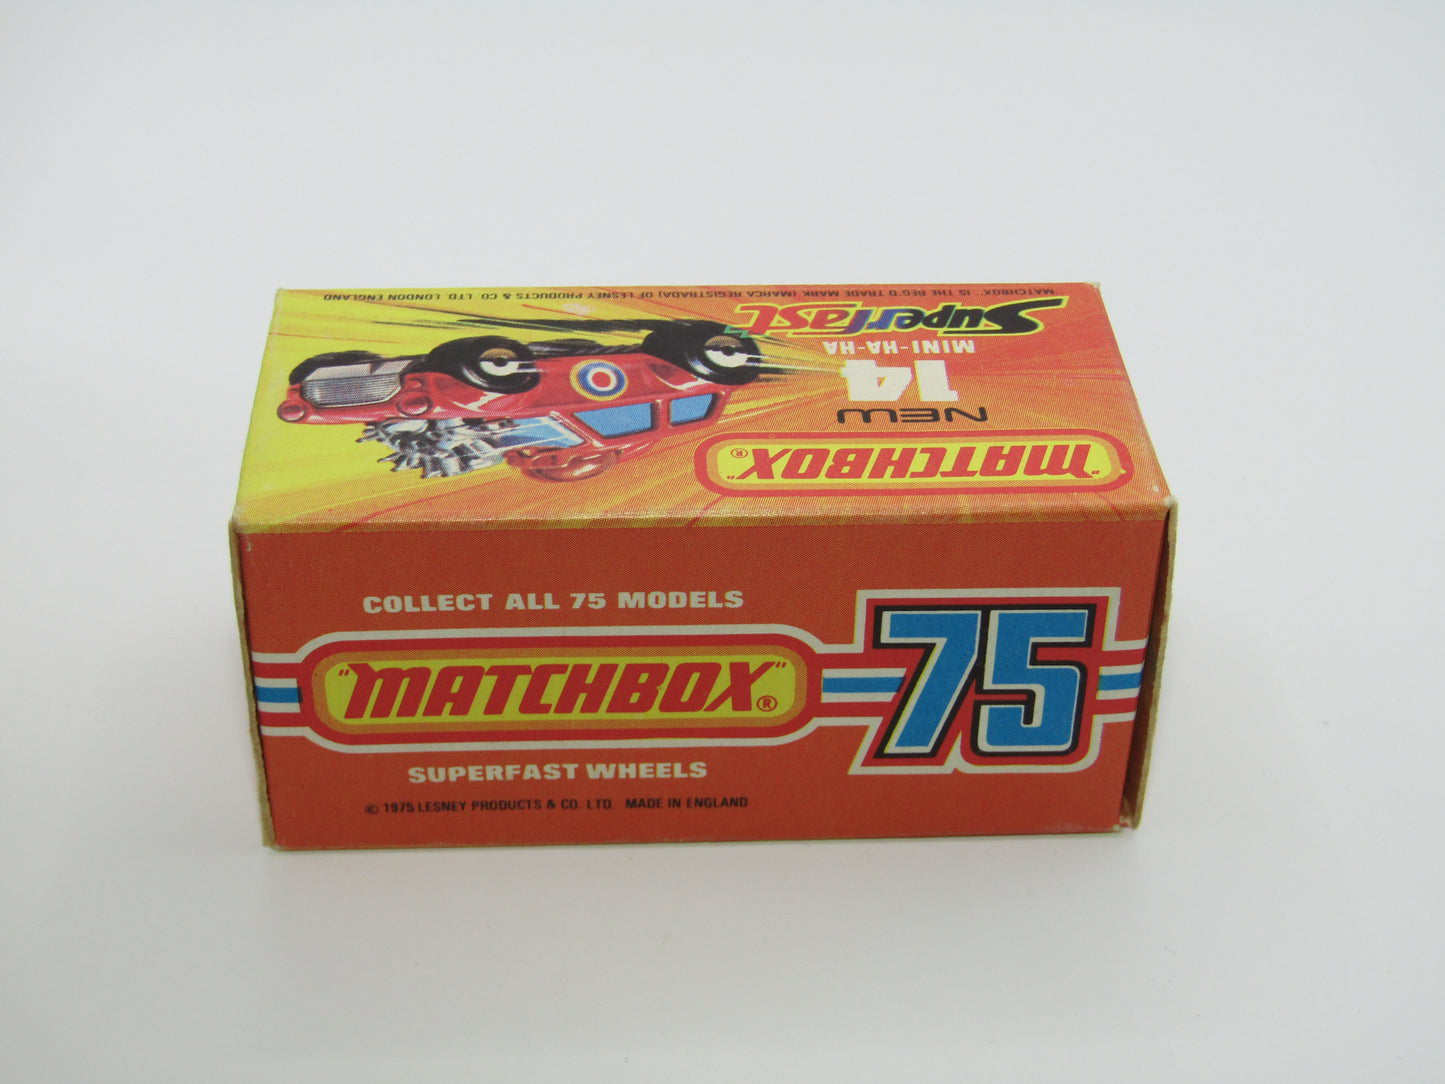 "MATCHBOX"®
NEW
14
MINI-HA-HA
Superfast™
"MATCHBOX" IS THE REG'D TRADE MARK (MARCA REGISTRADA) OF LESNEY PRODUCTS & CO. LTD. LONDON ENGLAND
COLLECT ALL 75 MODELS
"MATCHBOX"®
75
SUPERFAST WHEELS
© 1975 LESNEY PRODUCTS & CO. LTD. MADE IN ENGLAND